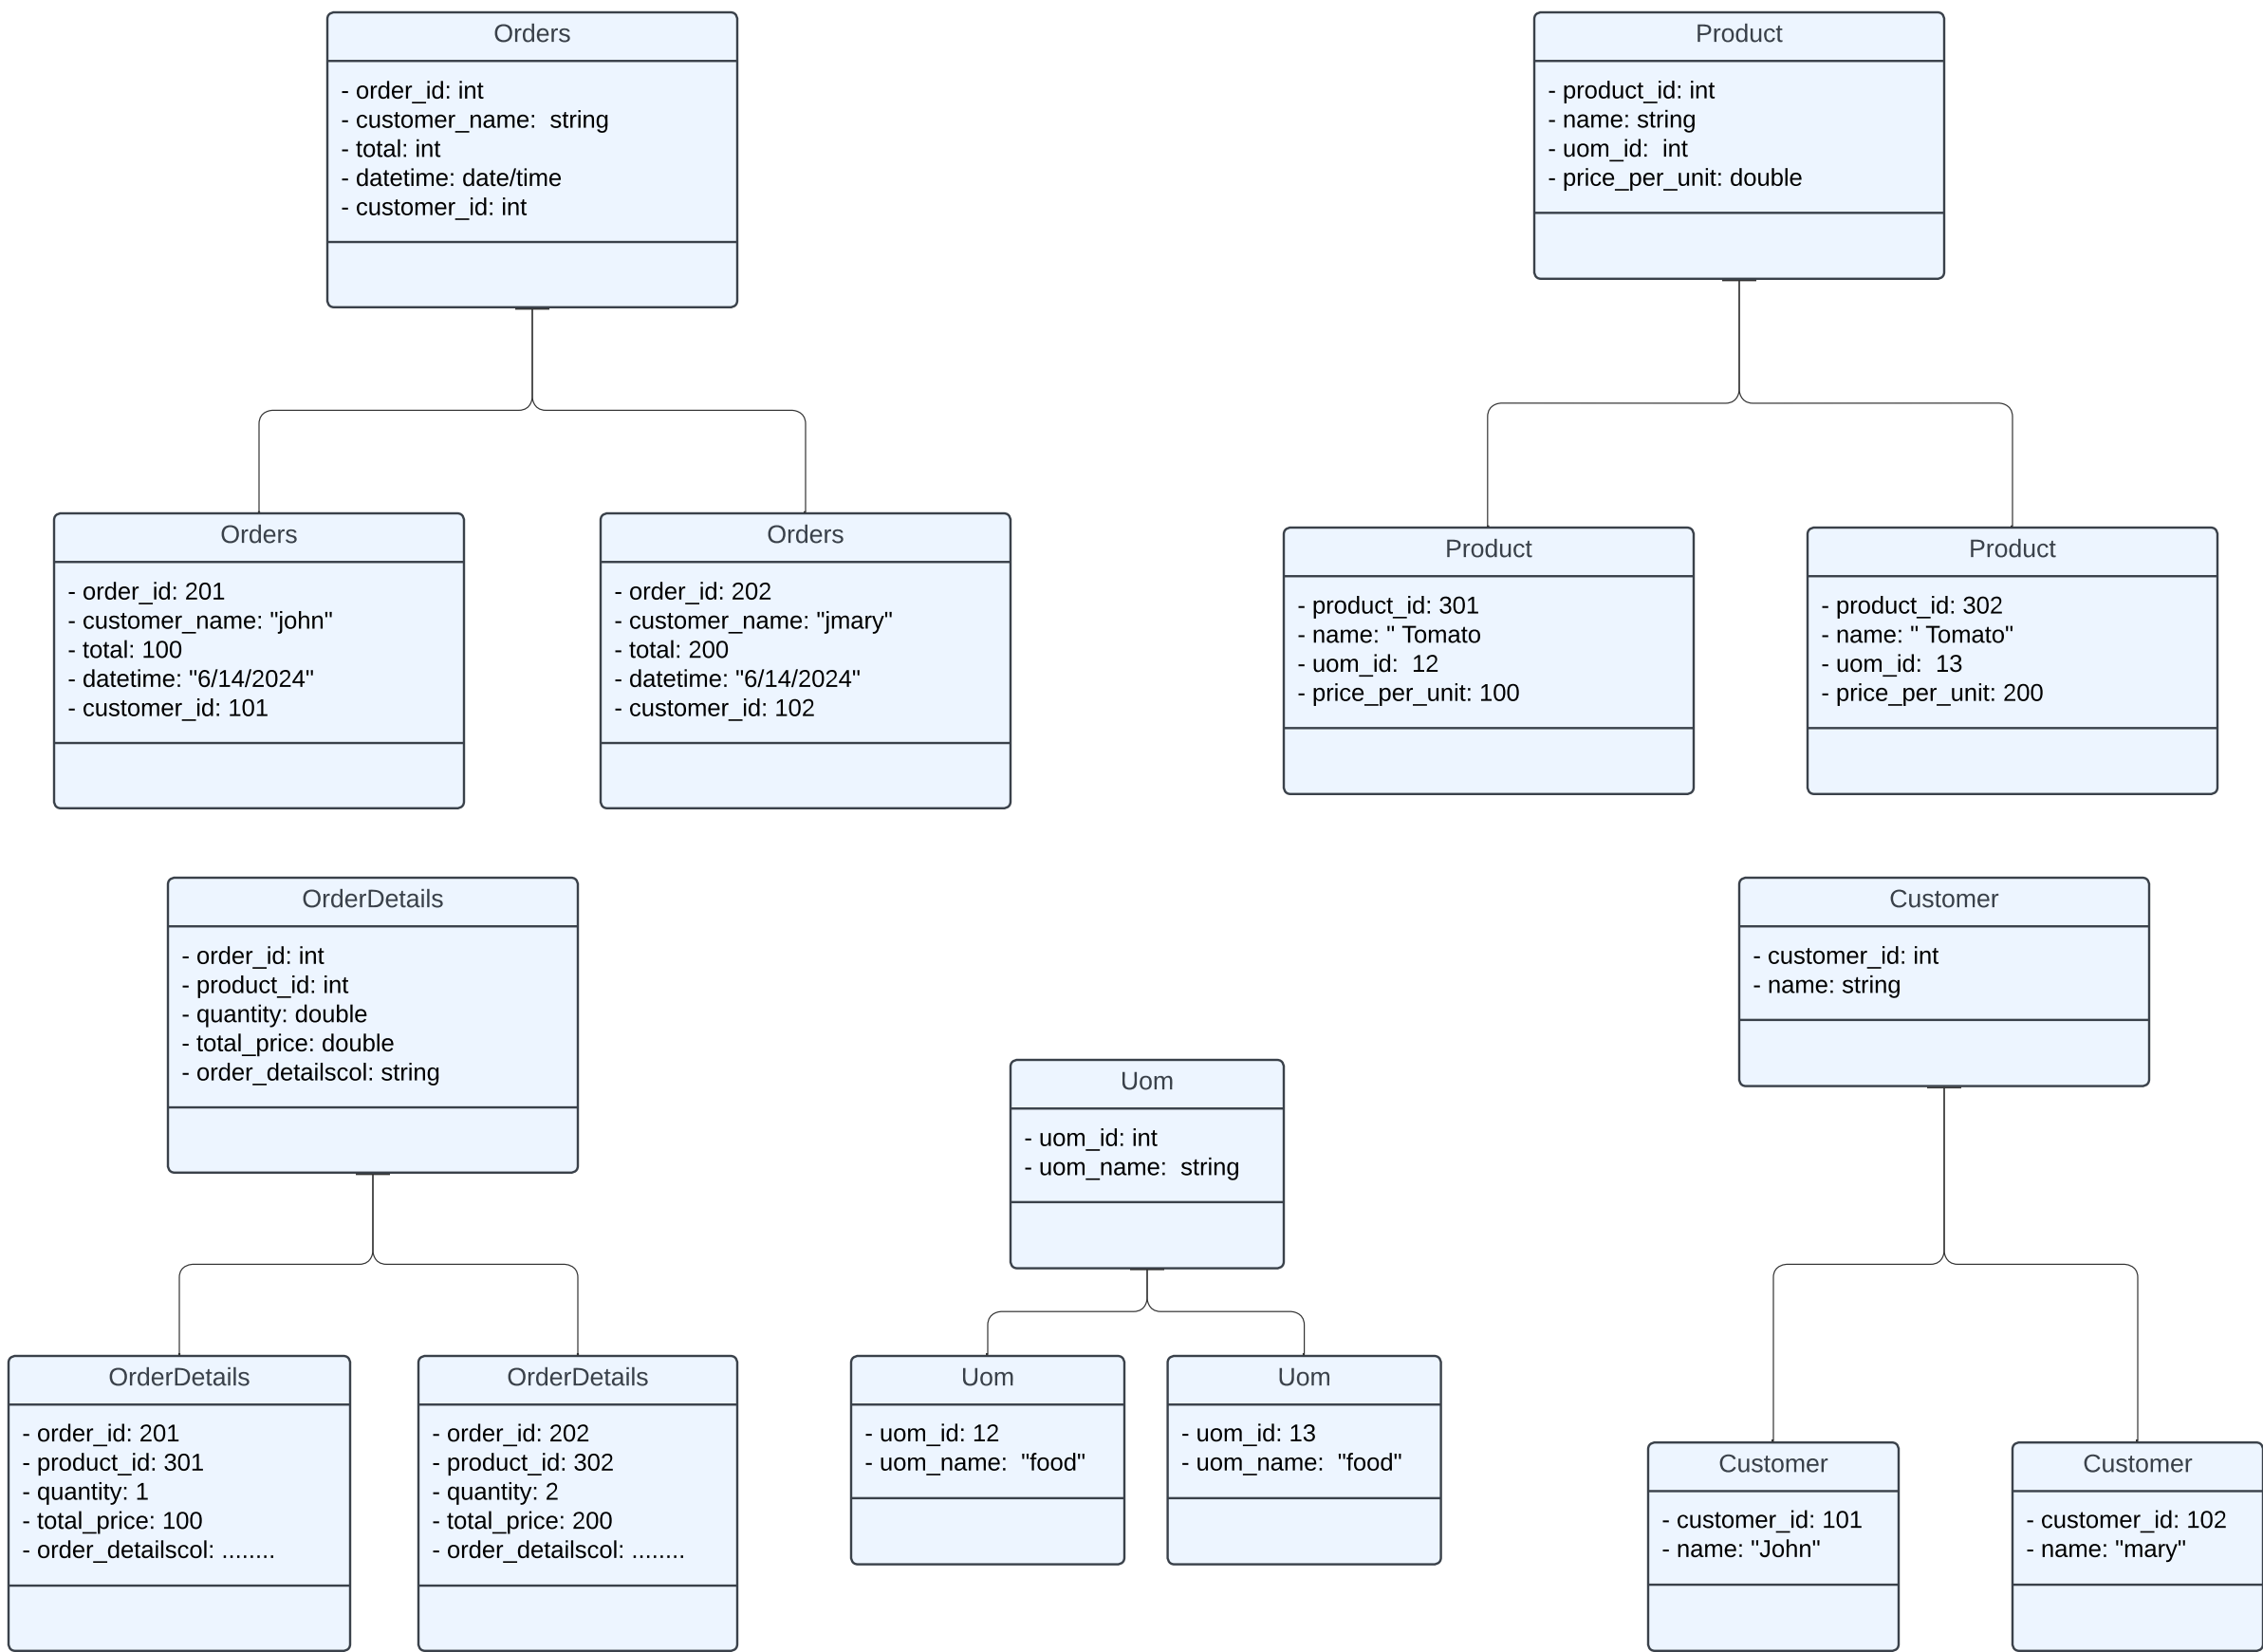 Orders
- order_id: int
- customer_name:  string
- total: int
- datetime: date/time
- customer_id: int
Product
- product_id: int
- name: string
- uom_id:  int
- price_per_unit: double
Orders
- order_id: 201
- customer_name: "john"
- total: 100
- datetime: "6/14/2024"
- customer_id: 101
Orders
- order_id: 202
- customer_name: "jmary"
- total: 200
- datetime: "6/14/2024"
- customer_id: 102
Product
- product_id: 301
- name: " Tomato
- uom_id:  12
- price_per_unit: 100
Product
- product_id: 302
- name: " Tomato"
- uom_id:  13
- price_per_unit: 200
OrderDetails
- order_id: int
- product_id: int
- quantity: double
- total_price: double
- order_detailscol: string
Uom
- uom_id: int
- uom_name:  string
Customer
- customer_id: int
- name: string
OrderDetails
- order_id: 201
- product_id: 301
- quantity: 1
- total_price: 100
- order_detailscol: ........
OrderDetails
- order_id: 202
- product_id: 302
- quantity: 2
- total_price: 200
- order_detailscol: ........
Uom
- uom_id: 12
- uom_name:  "food"
Uom
- uom_id: 13
- uom_name:  "food"
Customer
- customer_id: 101
- name: "John"
Customer
- customer_id: 102
- name: "mary"